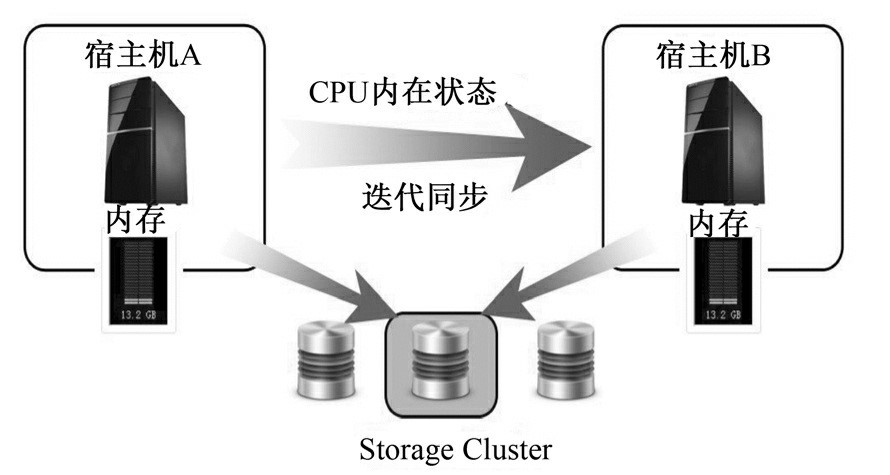 宿主机A
宿主机B
CPU内在状态
迭代同步
内存
内存
13.2 GB
13.2 GB
Storage Cluster